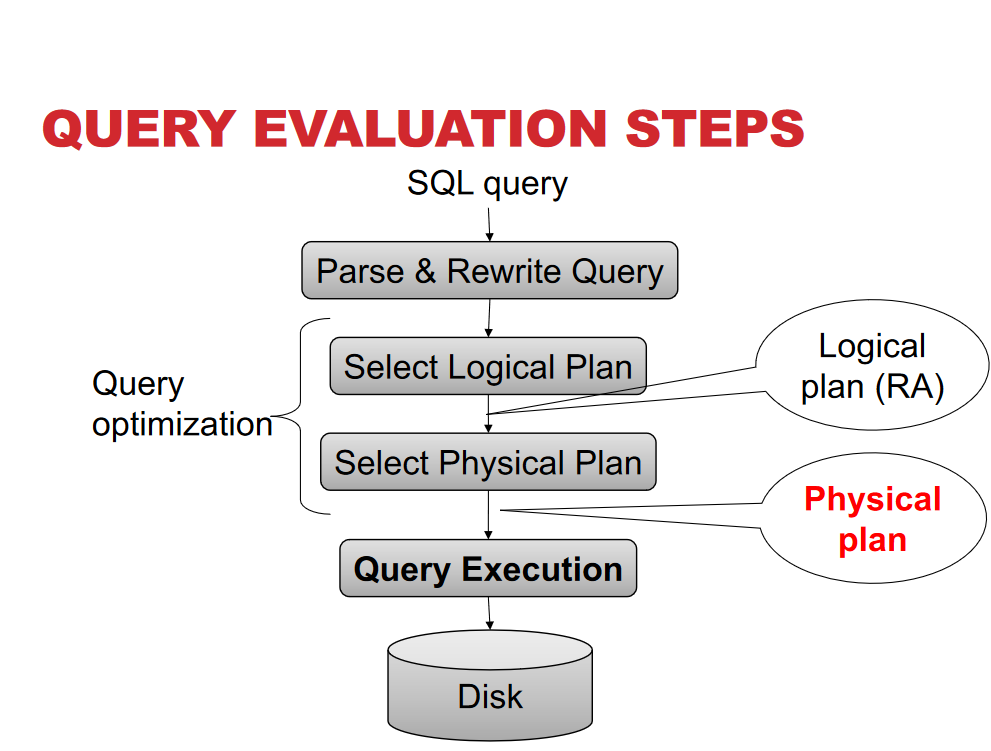 QUERY EVALUATION STEPS
SQL query
Parse & Rewrite Query
Select Logical Plan
Logical
plan (RA)
Query
optimization
Select Physical Plan
Physical
plan
Query Execution
Disk